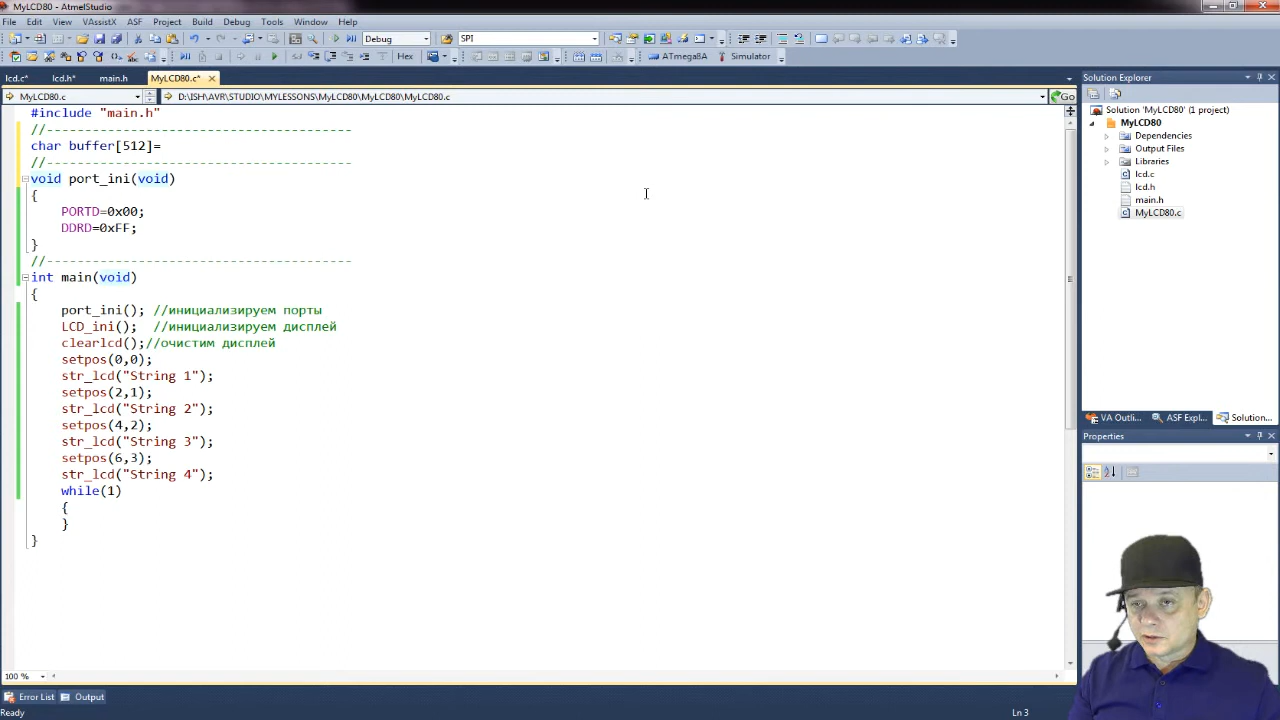 MyLCD80 - AtmelStudio
File Edit View VAssistX ASF Project Build Debug Tools Window Help
Debug SPI
Hex ATmega8A Simulator
lcd.c* lcd.h* main.h MyLCD80.c*
MyLCD80.c D:\ISH\AVR\STUDIO\MYLESSONS\MyLCD80\MyLCD80\MyLCD80.c Go
#include "main.h"
//----------------------------------------
char buffer[512]=
//----------------------------------------
void port_ini(void)
{
PORTD=0x00;
DDRD=0xFF;
}
//----------------------------------------
int main(void)
{
port_ini(); //инициализируем порты
LCD_ini(); //инициализируем дисплей
clearlcd();//очистим дисплей
setpos(0,0);
str_lcd("String 1");
setpos(2,1);
str_lcd("String 2");
setpos(4,2);
str_lcd("String 3");
setpos(6,3);
str_lcd("String 4");
while(1)
{
}
}
100 %
Error List Output
Ready Ln 3
Solution Explorer
Solution 'MyLCD80' (1 project)
MyLCD80
Dependencies
Output Files
Libraries
lcd.c
lcd.h
main.h
MyLCD80.c
VA Outli... ASF Expl... Solution...
Properties